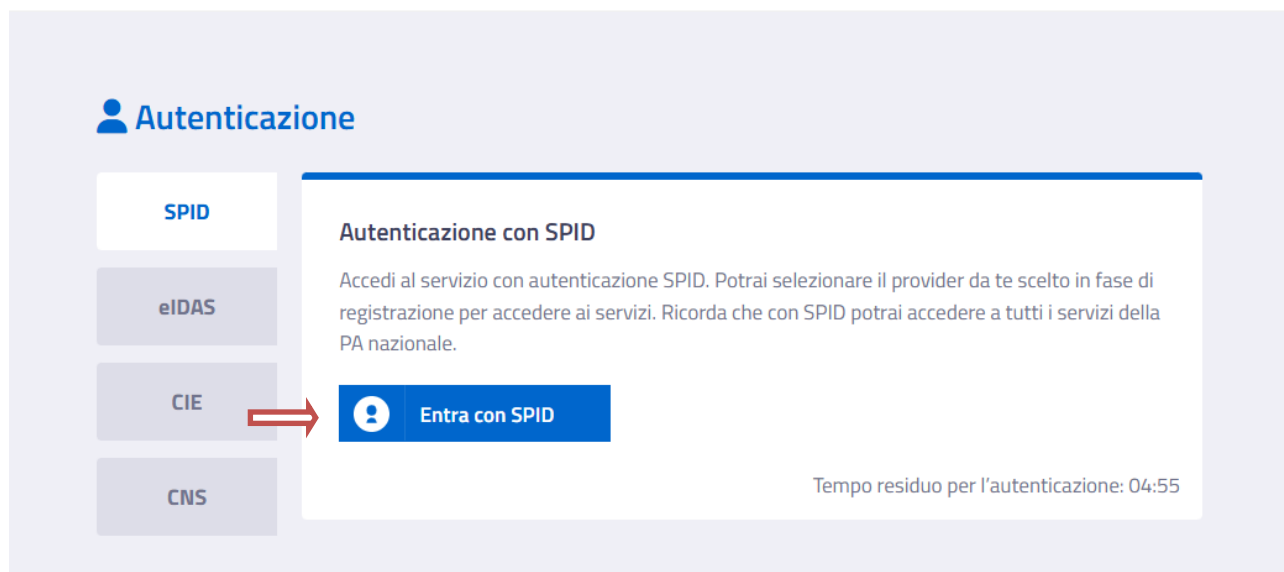 Autenticazione
SPID
eIDAS
CIE
CNS
Autenticazione con SPID
Accedi al servizio con autenticazione SPID. Potrai selezionare il provider da te scelto in fase di
registrazione per accedere ai servizi. Ricorda che con SPID potrai accedere a tutti i servizi della
PA nazionale.
Entra con SPID
Tempo residuo per l'autenticazione: 04:55